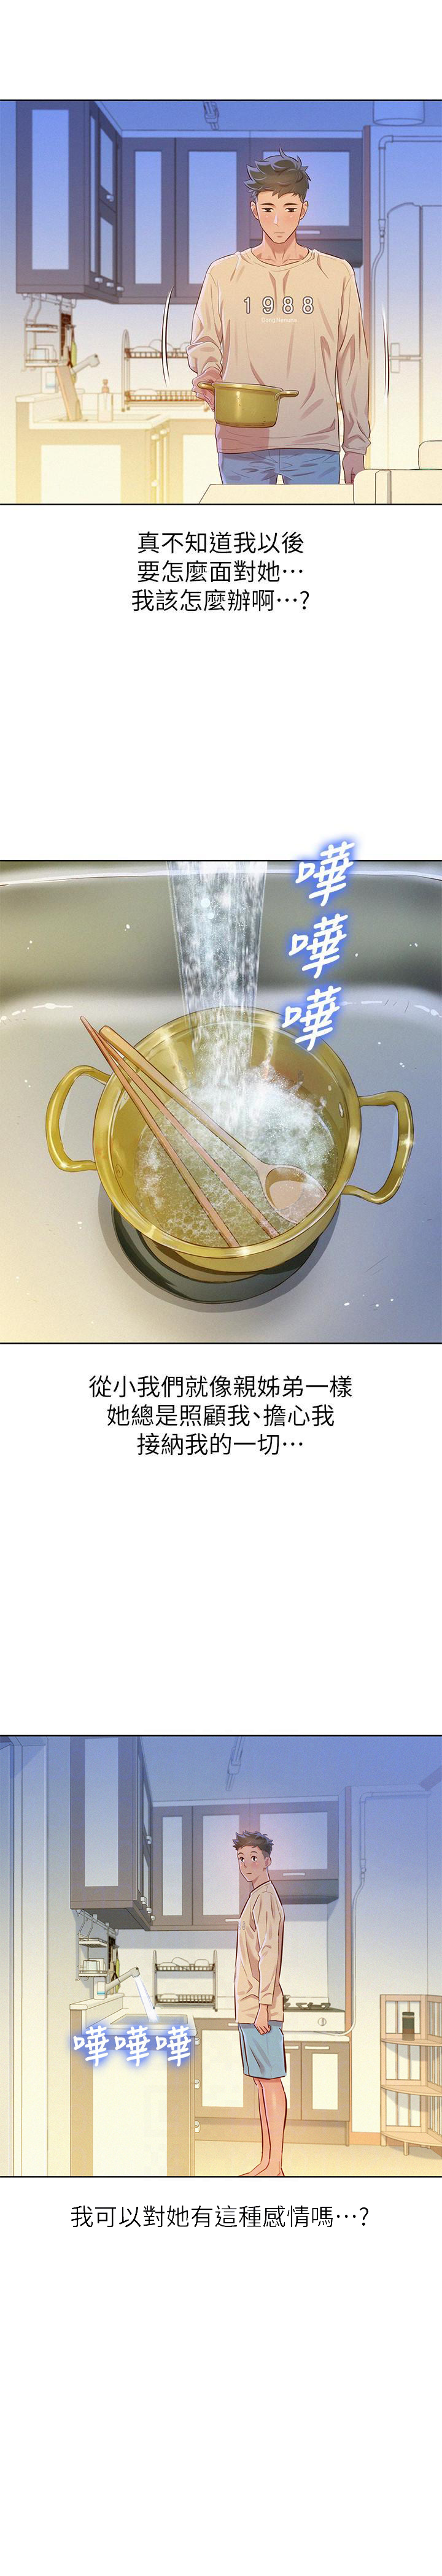 1988
真不知道我以後
要怎麼面對她…
我該怎麼辦啊…?
嘩
嘩
嘩
從小我們就像親姊弟一樣
她總是照顧我、擔心我
接納我的一切…
嘩嘩嘩
我可以對她有這種感情嗎…?